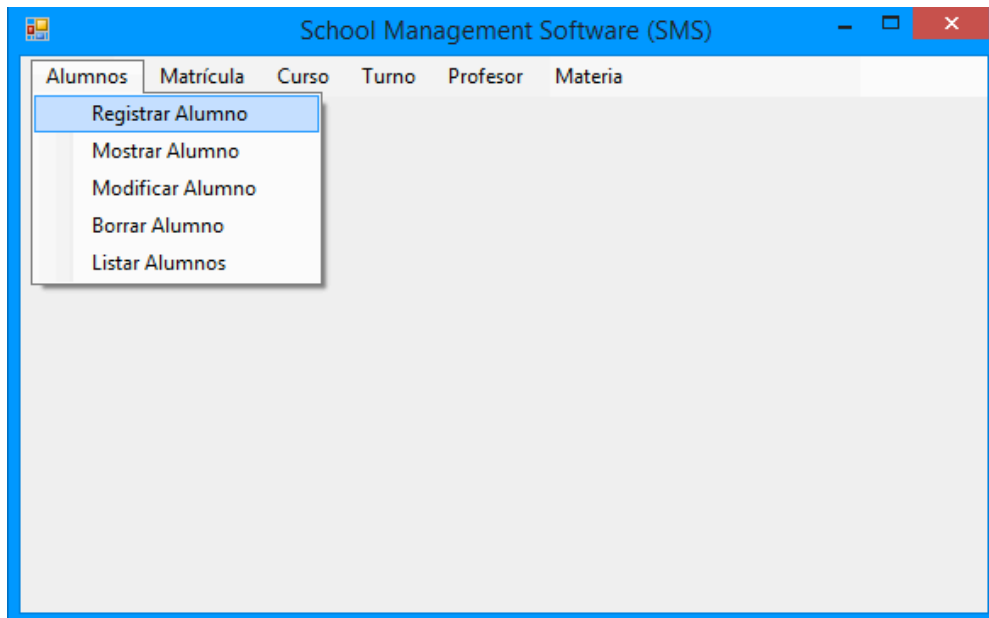 School Management Software (SMS)
Alumnos Matrícula Curso Turno Profesor Materia
Registrar Alumno
Mostrar Alumno
Modificar Alumno
Borrar Alumno
Listar Alumnos